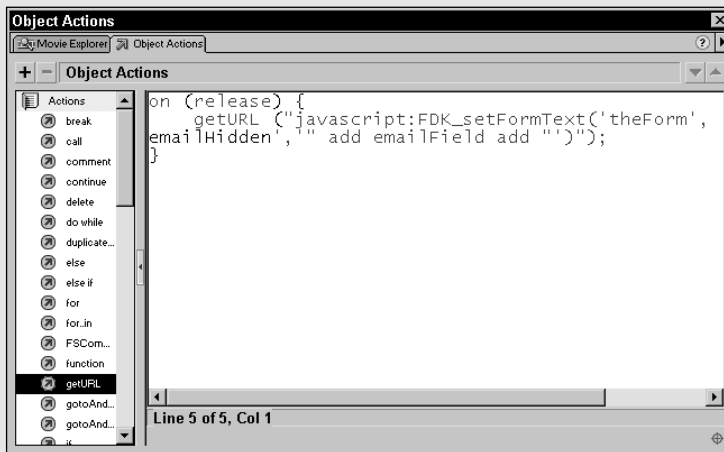 Object Actions
Movie Explorer Object Actions ?
+ − Object Actions
Actions
break
call
comment
continue
delete
do while
duplicate...
else
else if
for
for..in
FSCom...
function
getURL
gotoAnd...
gotoAnd...
if
on (release) {
getURL ("javascript:FDK_setFormText('theForm',
emailHidden','" add emailField add "')");
}
Line 5 of 5, Col 1